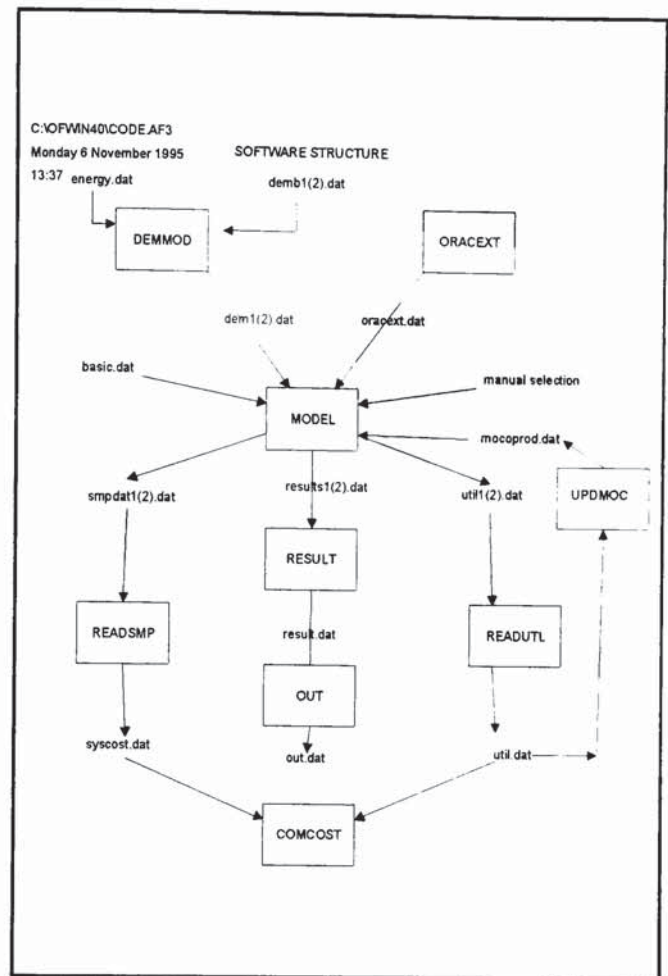 C:\OFWIN40\CODE.AF3
Monday 6 November 1995
SOFTWARE STRUCTURE
13:37
energy.dat
demb1(2).dat
DEMMOD
ORACEXT
dem1(2).dat
oracext.dat
basic.dat
manual selection
MODEL
mocoprod.dat
smpdat1(2).dat
results1(2).dat
util1(2).dat
UPDMOC
RESULT
READSMP
result.dat
READUTL
OUT
syscost.dat
out.dat
util.dat
COMCOST